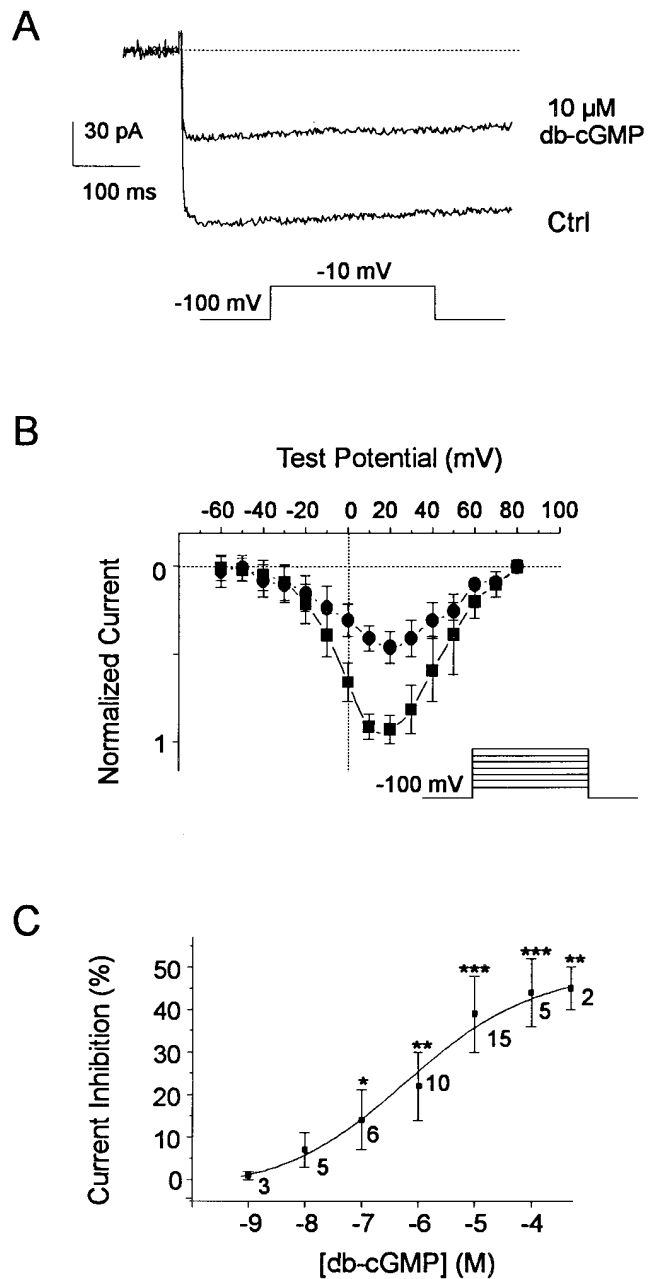 A
30 pA
100 ms
10 µM
db-cGMP
Ctrl
-10 mV
-100 mV
B
Test Potential (mV)
-60 -40 -20 0 20 40 60 80 100
Normalized Current
0
1
-100 mV
C
Current Inhibition (%)
50
40
30
20
10
0
*
**
***
***
**
3
5
6
10
15
5
2
-9 -8 -7 -6 -5 -4
[db-cGMP] (M)